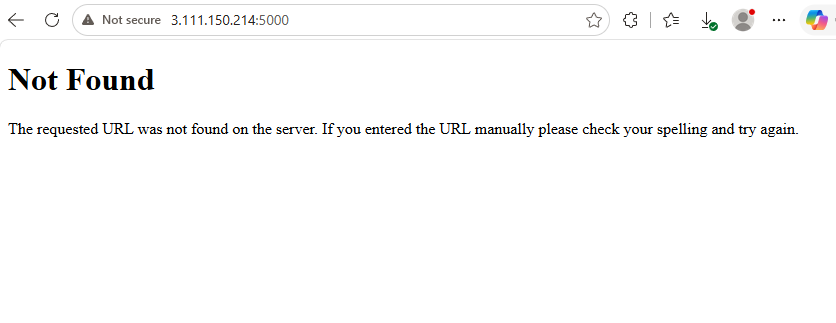 Not secure 3.111.150.214:5000
Not Found
The requested URL was not found on the server. If you entered the URL manually please check your spelling and try again.